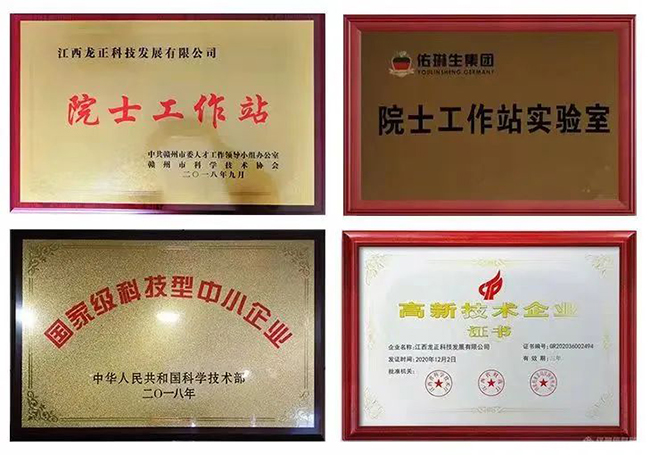 江西龙正科技发展有限公司
院士工作站
中共赣州市委人才工作领导小组办公室
赣州市科学技术协会
二〇一八年九月
佑琳生集团
YOULINSHENG.GERMANY
院士工作站实验室
国家级科技型中小企业
中华人民共和国科学技术部
二〇一八年
高新技术企业
证书
企业名称:江西龙正科技发展有限公司
证书编号:GR202036002494
发证时间:2020年12月2日
有效期:三年
批准机关: